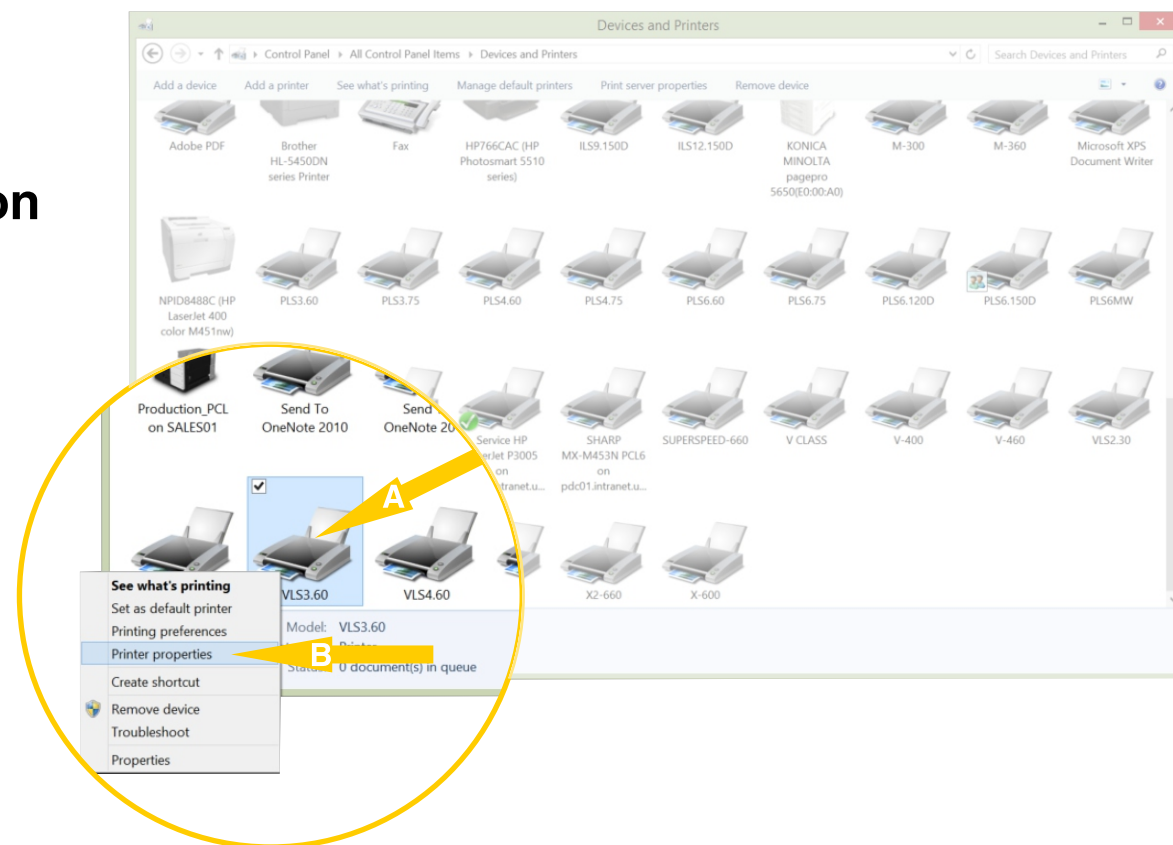 Devices and Printers
Control Panel
All Control Panel Items
Devices and Printers
Search Devices and Printers
Add a device
Add a printer
See what's printing
Manage default printers
Print server properties
Remove device
on
Adobe PDF
Brother
HL-5450DN
series Printer
Fax
HP766CAC (HP
Photosmart 5510
series)
ILS9.150D
ILS12.150D
KONICA
MINOLTA
pagepro
5650(E0:00:A0)
M-300
M-360
Microsoft XPS
Document Writer
NPID8488C (HP
LaserJet 400
color M451nw)
PLS3.60
PLS3.75
PLS4.60
PLS4.75
PLS6.60
PLS6.75
PLS6.120D
PLS6.150D
PLS6MW
Production_PCL
on SALES01
Send To
OneNote 2010
Send
OneNote 20
Service HP
erJet P3005
on
tranet.u...
SHARP
MX-M453N PCL6
on
pdc01.intranet.u...
SUPERSPEED-660
V CLASS
V-400
V-460
VLS2.30
A
VLS3.60
VLS4.60
X2-660
X-600
See what's printing
Set as default printer
Printing preferences
Printer properties
Create shortcut
Remove device
Troubleshoot
Properties
Model: VLS3.60
B
0 document(s) in queue